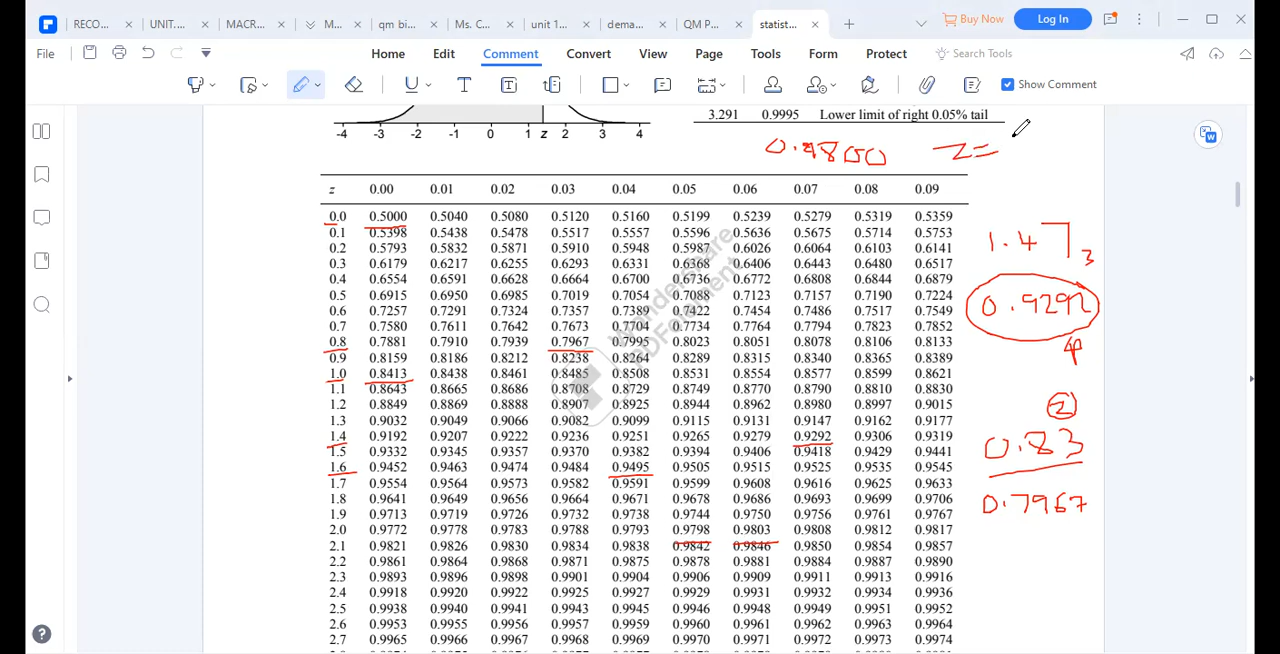 RECO... × UNIT.... × MACR... × M... × qm bi... × Ms. C... × unit 1... × dema... × QM P... × statist... × + Buy Now Log In
File Home Edit Comment Convert View Page Tools Form Protect Search Tools
Show Comment
-4 -3 -2 -1 0 1 z 2 3 4
3.291 0.9995 Lower limit of right 0.05% tail
0.9800 z=
z 0.00 0.01 0.02 0.03 0.04 0.05 0.06 0.07 0.08 0.09
0.0 0.5000 0.5040 0.5080 0.5120 0.5160 0.5199 0.5239 0.5279 0.5319 0.5359
0.1 0.5398 0.5438 0.5478 0.5517 0.5557 0.5596 0.5636 0.5675 0.5714 0.5753
0.2 0.5793 0.5832 0.5871 0.5910 0.5948 0.5987 0.6026 0.6064 0.6103 0.6141
0.3 0.6179 0.6217 0.6255 0.6293 0.6331 0.6368 0.6406 0.6443 0.6480 0.6517
0.4 0.6554 0.6591 0.6628 0.6664 0.6700 0.6736 0.6772 0.6808 0.6844 0.6879
0.5 0.6915 0.6950 0.6985 0.7019 0.7054 0.7088 0.7123 0.7157 0.7190 0.7224
0.6 0.7257 0.7291 0.7324 0.7357 0.7389 0.7422 0.7454 0.7486 0.7517 0.7549
0.7 0.7580 0.7611 0.7642 0.7673 0.7704 0.7734 0.7764 0.7794 0.7823 0.7852
0.8 0.7881 0.7910 0.7939 0.7967 0.7995 0.8023 0.8051 0.8078 0.8106 0.8133
0.9 0.8159 0.8186 0.8212 0.8238 0.8264 0.8289 0.8315 0.8340 0.8365 0.8389
1.0 0.8413 0.8438 0.8461 0.8485 0.8508 0.8531 0.8554 0.8577 0.8599 0.8621
1.1 0.8643 0.8665 0.8686 0.8708 0.8729 0.8749 0.8770 0.8790 0.8810 0.8830
1.2 0.8849 0.8869 0.8888 0.8907 0.8925 0.8944 0.8962 0.8980 0.8997 0.9015
1.3 0.9032 0.9049 0.9066 0.9082 0.9099 0.9115 0.9131 0.9147 0.9162 0.9177
1.4 0.9192 0.9207 0.9222 0.9236 0.9251 0.9265 0.9279 0.9292 0.9306 0.9319
1.5 0.9332 0.9345 0.9357 0.9370 0.9382 0.9394 0.9406 0.9418 0.9429 0.9441
1.6 0.9452 0.9463 0.9474 0.9484 0.9495 0.9505 0.9515 0.9525 0.9535 0.9545
1.7 0.9554 0.9564 0.9573 0.9582 0.9591 0.9599 0.9608 0.9616 0.9625 0.9633
1.8 0.9641 0.9649 0.9656 0.9664 0.9671 0.9678 0.9686 0.9693 0.9699 0.9706
1.9 0.9713 0.9719 0.9726 0.9732 0.9738 0.9744 0.9750 0.9756 0.9761 0.9767
2.0 0.9772 0.9778 0.9783 0.9788 0.9793 0.9798 0.9803 0.9808 0.9812 0.9817
2.1 0.9821 0.9826 0.9830 0.9834 0.9838 0.9842 0.9846 0.9850 0.9854 0.9857
2.2 0.9861 0.9864 0.9868 0.9871 0.9875 0.9878 0.9881 0.9884 0.9887 0.9890
2.3 0.9893 0.9896 0.9898 0.9901 0.9904 0.9906 0.9909 0.9911 0.9913 0.9916
2.4 0.9918 0.9920 0.9922 0.9925 0.9927 0.9929 0.9931 0.9932 0.9934 0.9936
2.5 0.9938 0.9940 0.9941 0.9943 0.9945 0.9946 0.9948 0.9949 0.9951 0.9952
2.6 0.9953 0.9955 0.9956 0.9957 0.9959 0.9960 0.9961 0.9962 0.9963 0.9964
2.7 0.9965 0.9966 0.9967 0.9968 0.9969 0.9970 0.9971 0.9972 0.9973 0.9974
Wondershare
PDFelement
1.47
3
0.9292
4
2
0.83
0.7967